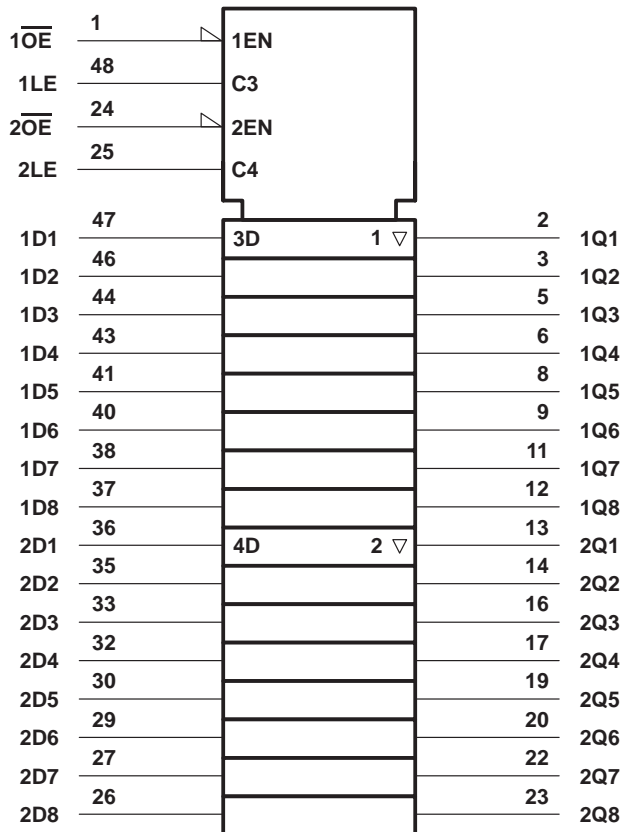 1O̅E̅ 1 1EN
1LE 48 C3
2O̅E̅ 24 2EN
2LE 25 C4
1D1 47 3D 1 ▽ 2 1Q1
1D2 46 3 1Q2
1D3 44 5 1Q3
1D4 43 6 1Q4
1D5 41 8 1Q5
1D6 40 9 1Q6
1D7 38 11 1Q7
1D8 37 12 1Q8
2D1 36 4D 2 ▽ 13 2Q1
2D2 35 14 2Q2
2D3 33 16 2Q3
2D4 32 17 2Q4
2D5 30 19 2Q5
2D6 29 20 2Q6
2D7 27 22 2Q7
2D8 26 23 2Q8